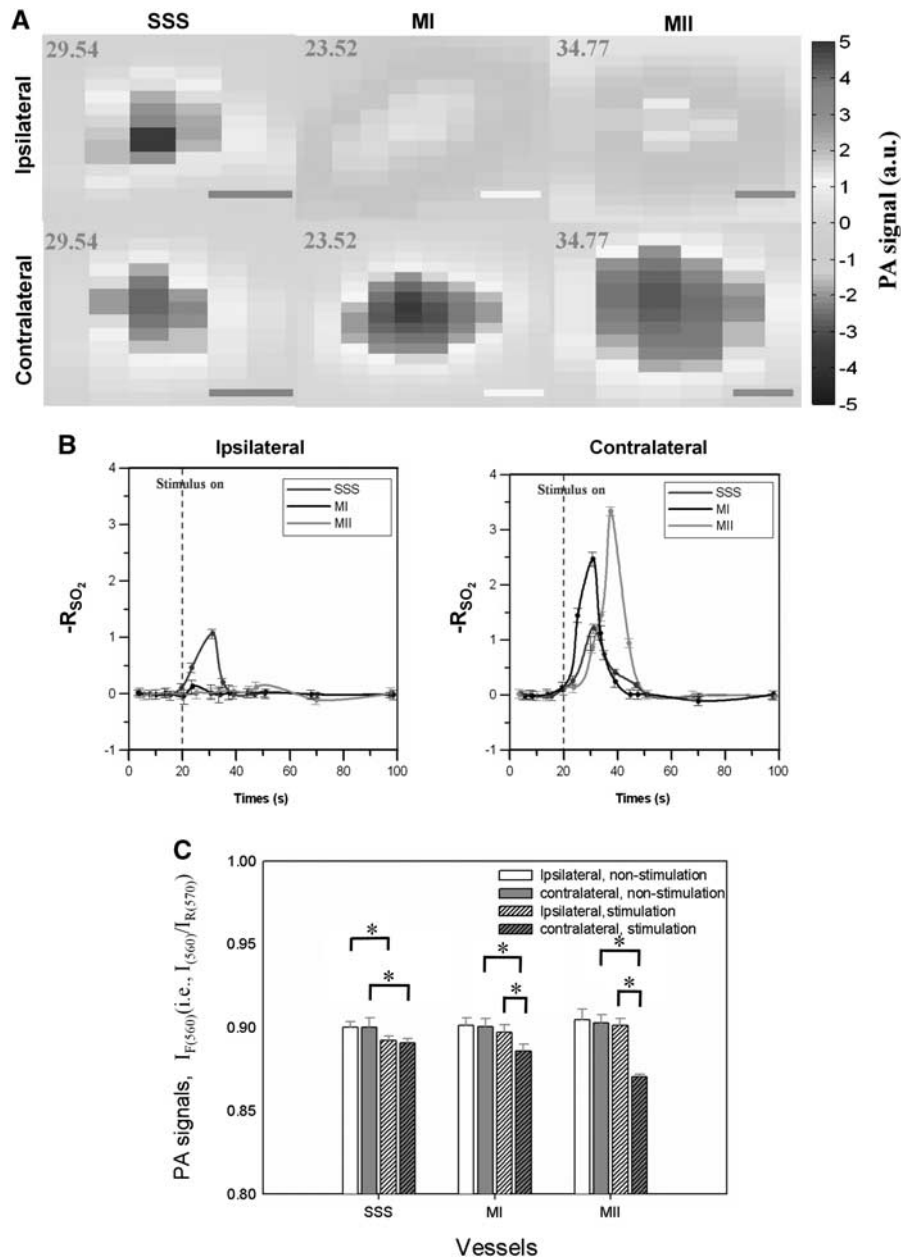 A
SSS MI MII
29.54 23.52 34.77
Ipsilateral
29.54 23.52 34.77
Contralateral
5
4
3
2
1
0
-1
-2
-3
-4
-5
PA signal (a.u.)
B
Ipsilateral
Stimulus on
SSS
MI
MII
4
3
2
1
0
-1
-R_SO₂
0 20 40 60 80 100
Times (s)
Contralateral
Stimulus on
SSS
MI
MII
4
3
2
1
0
-1
-R_SO₂
0 20 40 60 80 100
Times (s)
C
Ipsilateral, non-stimulation
contralateral, non-stimulation
Ipsilateral,stimulation
contralateral, stimulation
1.00
0.95
0.90
0.85
0.80
PA signals, I_F(560)(i.e., I_(560)/I_R(570))
* * * * * *
SSS MI MII
Vessels